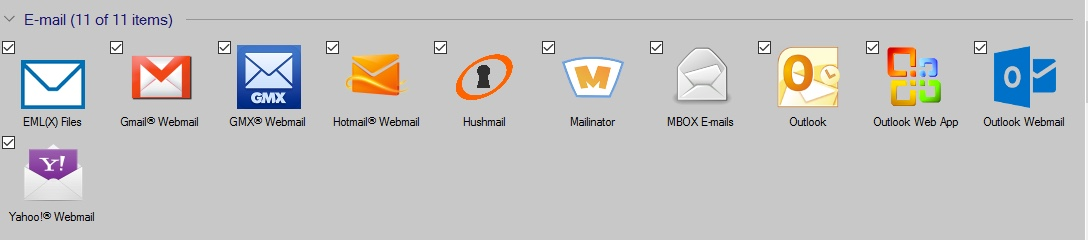 E-mail (11 of 11 items)
GMX
M
O
O
Y!
EML(X) Files
Gmail® Webmail
GMX® Webmail
Hotmail® Webmail
Hushmail
Mailinator
MBOX E-mails
Outlook
Outlook Web App
Outlook Webmail
Yahoo!® Webmail